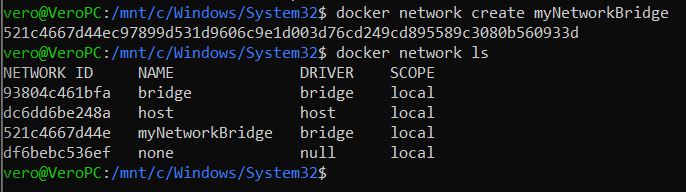 vero@VeroPC:/mnt/c/Windows/System32$ docker network create myNetworkBridge
521c4667d44ec97899d531d9606c9e1d003d76cd249cd895589c3080b560933d
vero@VeroPC:/mnt/c/Windows/System32$ docker network ls
NETWORK ID     NAME              DRIVER    SCOPE
93804c461bfa   bridge            bridge    local
dc6dd6be248a   host              host      local
521c4667d44e   myNetworkBridge   bridge    local
df6bebc536ef   none              null      local
vero@VeroPC:/mnt/c/Windows/System32$